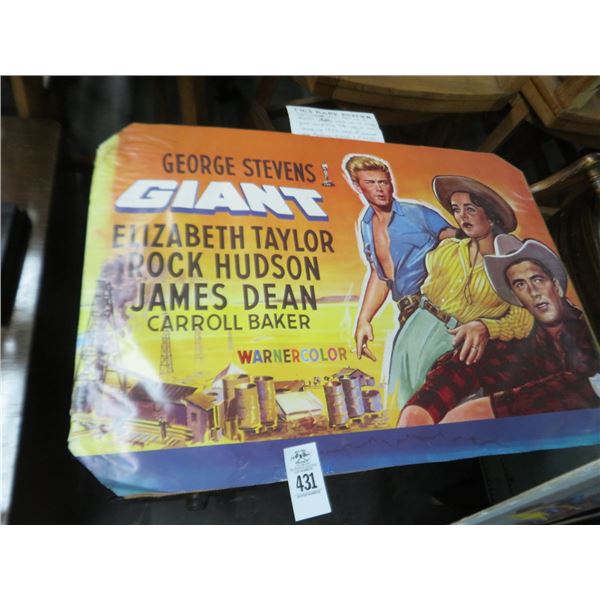 GEORGE STEVENS
GIANT
ELIZABETH TAYLOR
ROCK HUDSON
JAMES DEAN
CARROLL BAKER
WARNERCOLOR
431